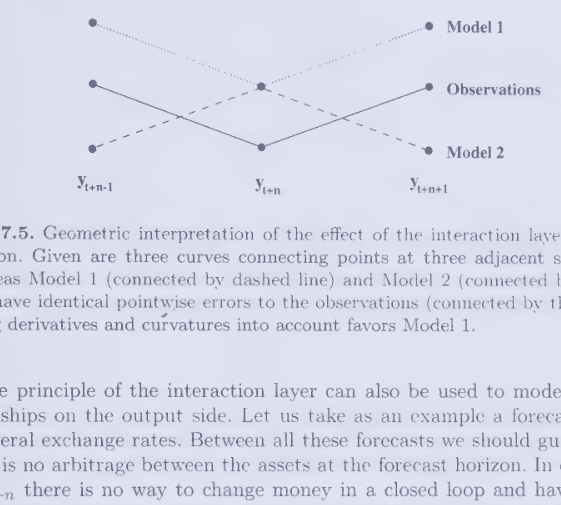 Model 1
Observations
Model 2
y_{t+n-1} y_{t+n} y_{t+n+1}
7.5. Geometric interpretation of the effect of the interaction laye
on. Given are three curves connecting points at three adjacent s
eas Model 1 (connected by dashed line) and Model 2 (connected
have identical pointwise errors to the observations (connected by t
derivatives and curvatures into account favors Model 1.
e principle of the interaction layer can also be used to mode
ships on the output side. Let us take as an example a foreca
eral exchange rates. Between all these forecasts we should gu
is no arbitrage between the assets at the forecast horizon. In
-n there is no way to change money in a closed loop and hav